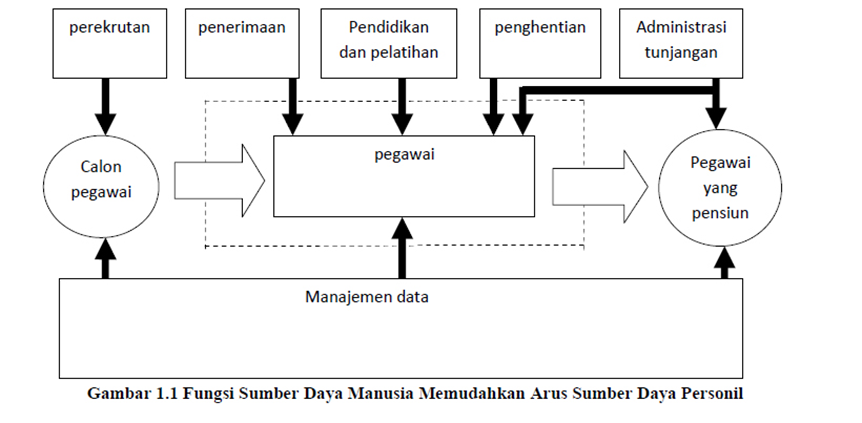 perekrutan
penerimaan
Pendidikan
dan pelatihan
penghentian
Administrasi
tunjangan
Calon
pegawai
pegawai
Pegawai
yang
pensiun
Manajemen data
Gambar 1.1 Fungsi Sumber Daya Manusia Memudahkan Arus Sumber Daya Personil